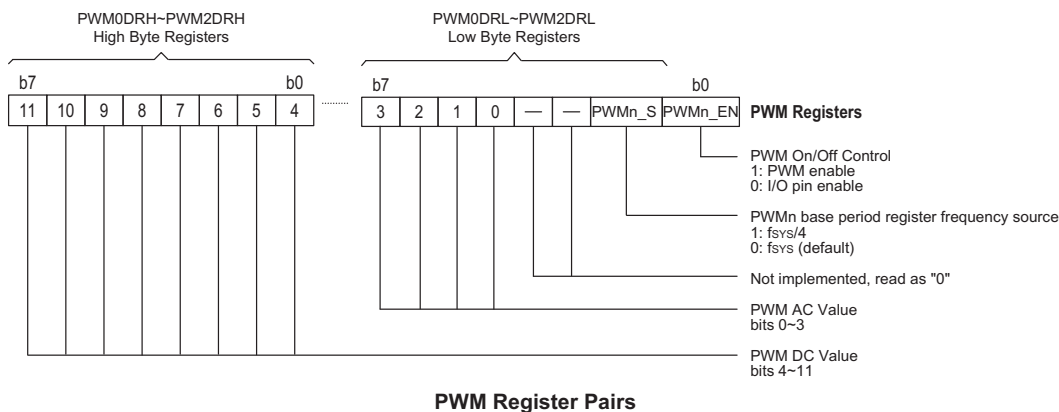 PWM0DRH~PWM2DRH
High Byte Registers
PWM0DRL~PWM2DRL
Low Byte Registers
b7 b0 b7 b0
11 10 9 8 7 6 5 4 3 2 1 0 — — PWMn_S PWMn_EN PWM Registers
PWM On/Off Control
1: PWM enable
0: I/O pin enable
PWMn base period register frequency source
1: fSYS/4
0: fSYS (default)
Not implemented, read as "0"
PWM AC Value
bits 0~3
PWM DC Value
bits 4~11
PWM Register Pairs